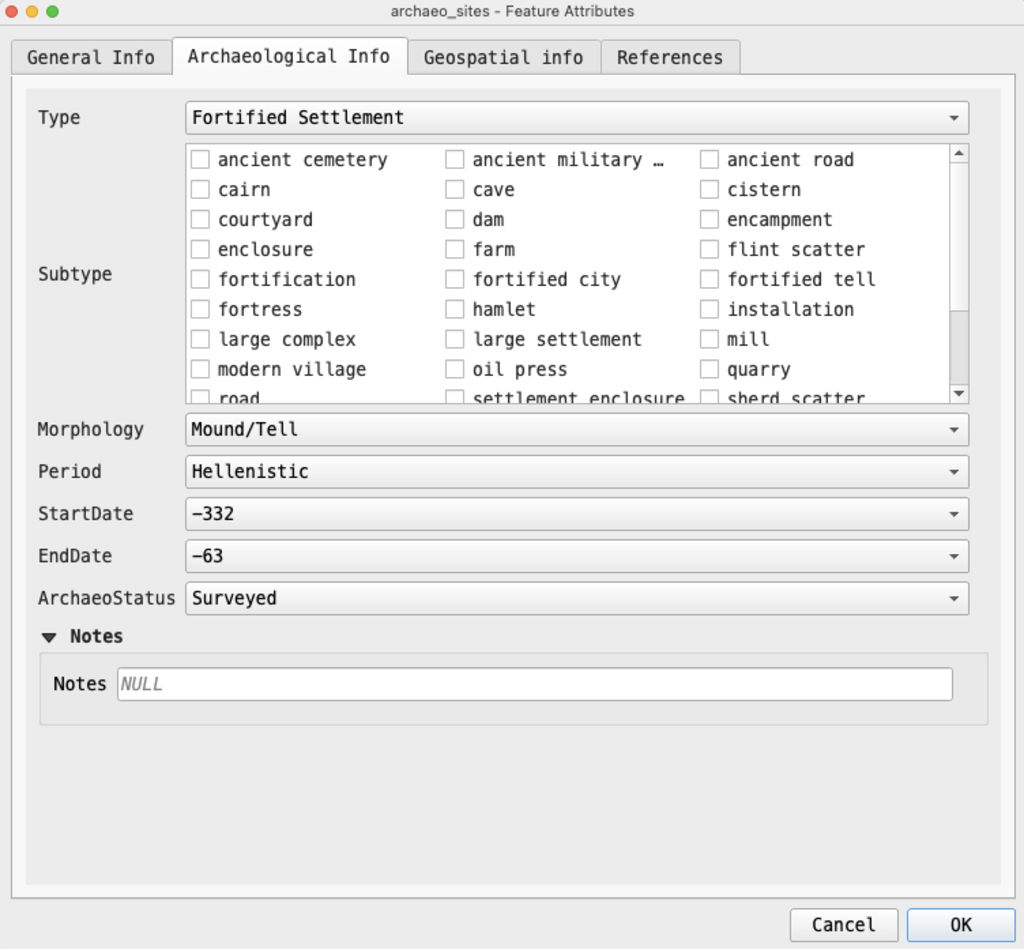 archaeo_sites - Feature Attributes
General Info Archaeological Info Geospatial info References
Type Fortified Settlement
ancient cemetery ancient military … ancient road
cairn cave cistern
courtyard dam encampment
enclosure farm flint scatter
Subtype
fortification fortified city fortified tell
fortress hamlet installation
large complex large settlement mill
modern village oil press quarry
road settlement enclosure sherd scatter
Morphology Mound/Tell
Period Hellenistic
StartDate -332
EndDate -63
ArchaeoStatus Surveyed
Notes
Notes NULL
Cancel OK